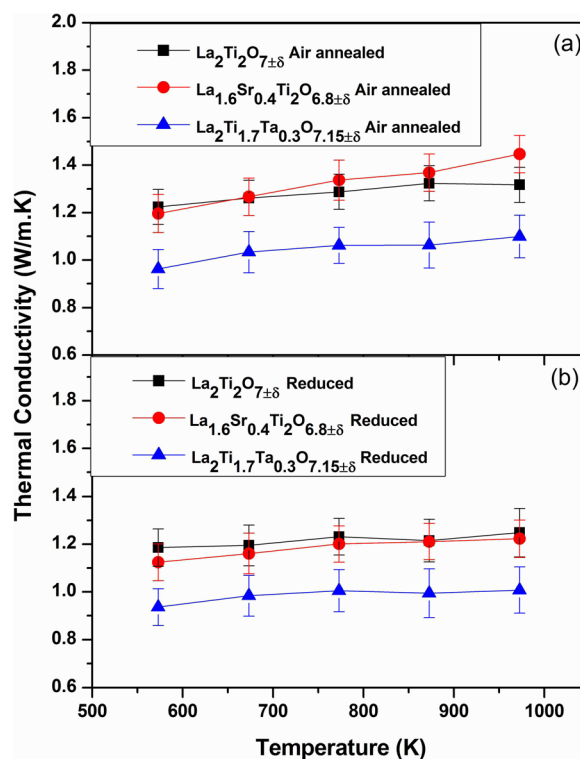 (a)
La₂Ti₂O₇±δ Air annealed
La₁.₆Sr₀.₄Ti₂O₆.₈±δ Air annealed
La₂Ti₁.₇Ta₀.₃O₇.₁₅±δ Air annealed
2.0
1.8
1.6
1.4
1.2
1.0
0.8
0.6
(b)
La₂Ti₂O₇±δ Reduced
La₁.₆Sr₀.₄Ti₂O₆.₈±δ Reduced
La₂Ti₁.₇Ta₀.₃O₇.₁₅±δ Reduced
1.8
1.6
1.4
1.2
1.0
0.8
0.6
Thermal Conductivity (W/m.K)
500 600 700 800 900 1000
Temperature (K)